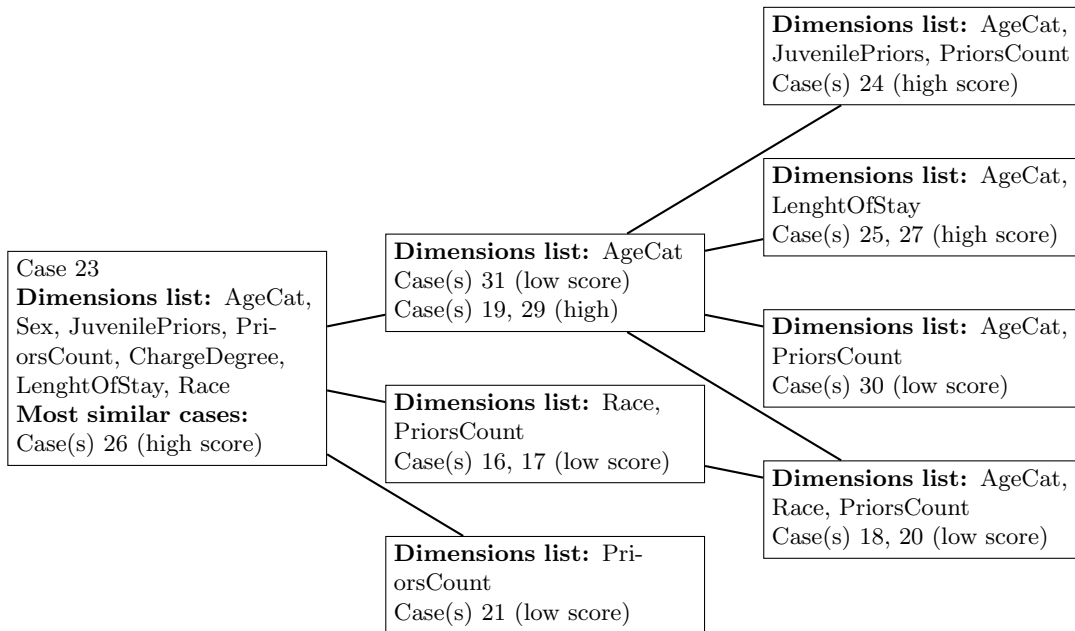 Case 23
Dimensions list: AgeCat,
Sex, JuvenilePriors, Pri-
orsCount, ChargeDegree,
LenghtOfStay, Race
Most similar cases:
Case(s) 26 (high score)
Dimensions list: AgeCat
Case(s) 31 (low score)
Case(s) 19, 29 (high)
Dimensions list: Race,
PriorsCount
Case(s) 16, 17 (low score)
Dimensions list: Pri-
orsCount
Case(s) 21 (low score)
Dimensions list: AgeCat,
JuvenilePriors, PriorsCount
Case(s) 24 (high score)
Dimensions list: AgeCat,
LenghtOfStay
Case(s) 25, 27 (high score)
Dimensions list: AgeCat,
PriorsCount
Case(s) 30 (low score)
Dimensions list: AgeCat,
Race, PriorsCount
Case(s) 18, 20 (low score)